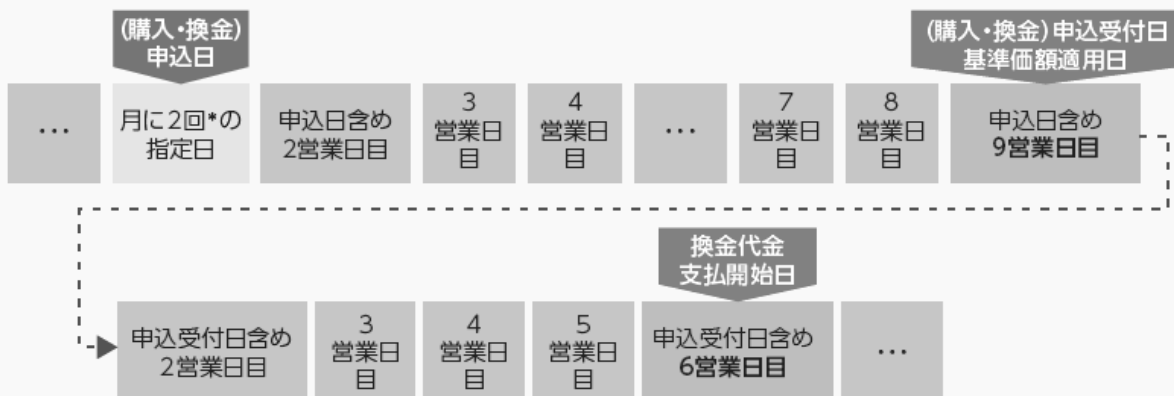 (購入・換金)
申込日
(購入・換金)申込受付日
基準価額適用日
…
月に2回*の
指定日
申込日含め
2営業日目
3
営業日
目
4
営業日
目
…
7
営業日
目
8
営業日
目
申込日含め
9営業日目
換金代金
支払開始日
申込受付日含め
2営業日目
3
営業日
目
4
営業日
目
5
営業日
目
申込受付日含め
6営業日目
…